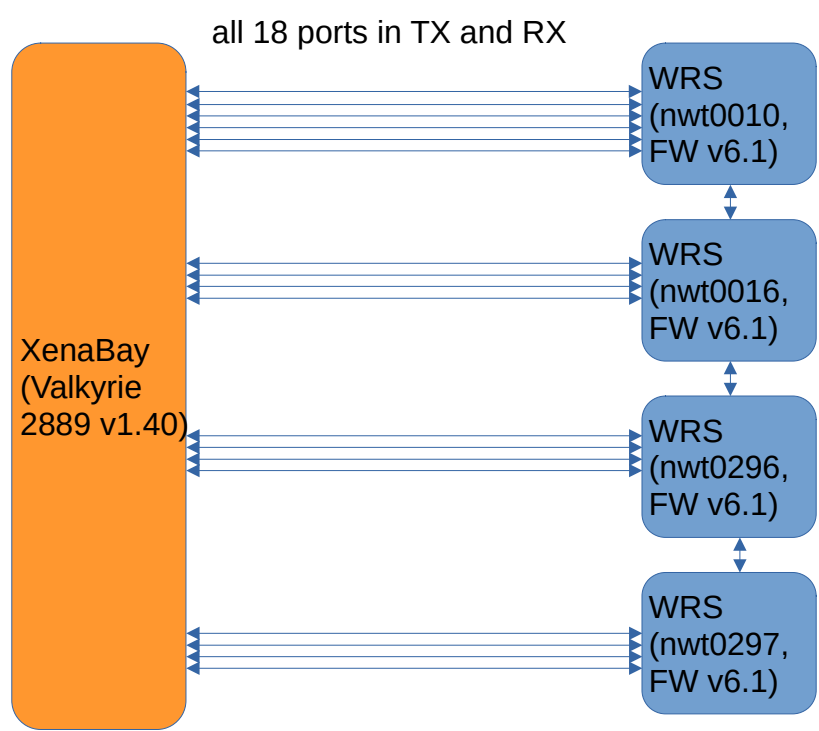 all 18 ports in TX and RX
WRS
(nwt0010,
FW v6.1)
WRS
(nwt0016,
FW v6.1)
XenaBay
(Valkyrie
2889 v1.40)
WRS
(nwt0296,
FW v6.1)
WRS
(nwt0297,
FW v6.1)